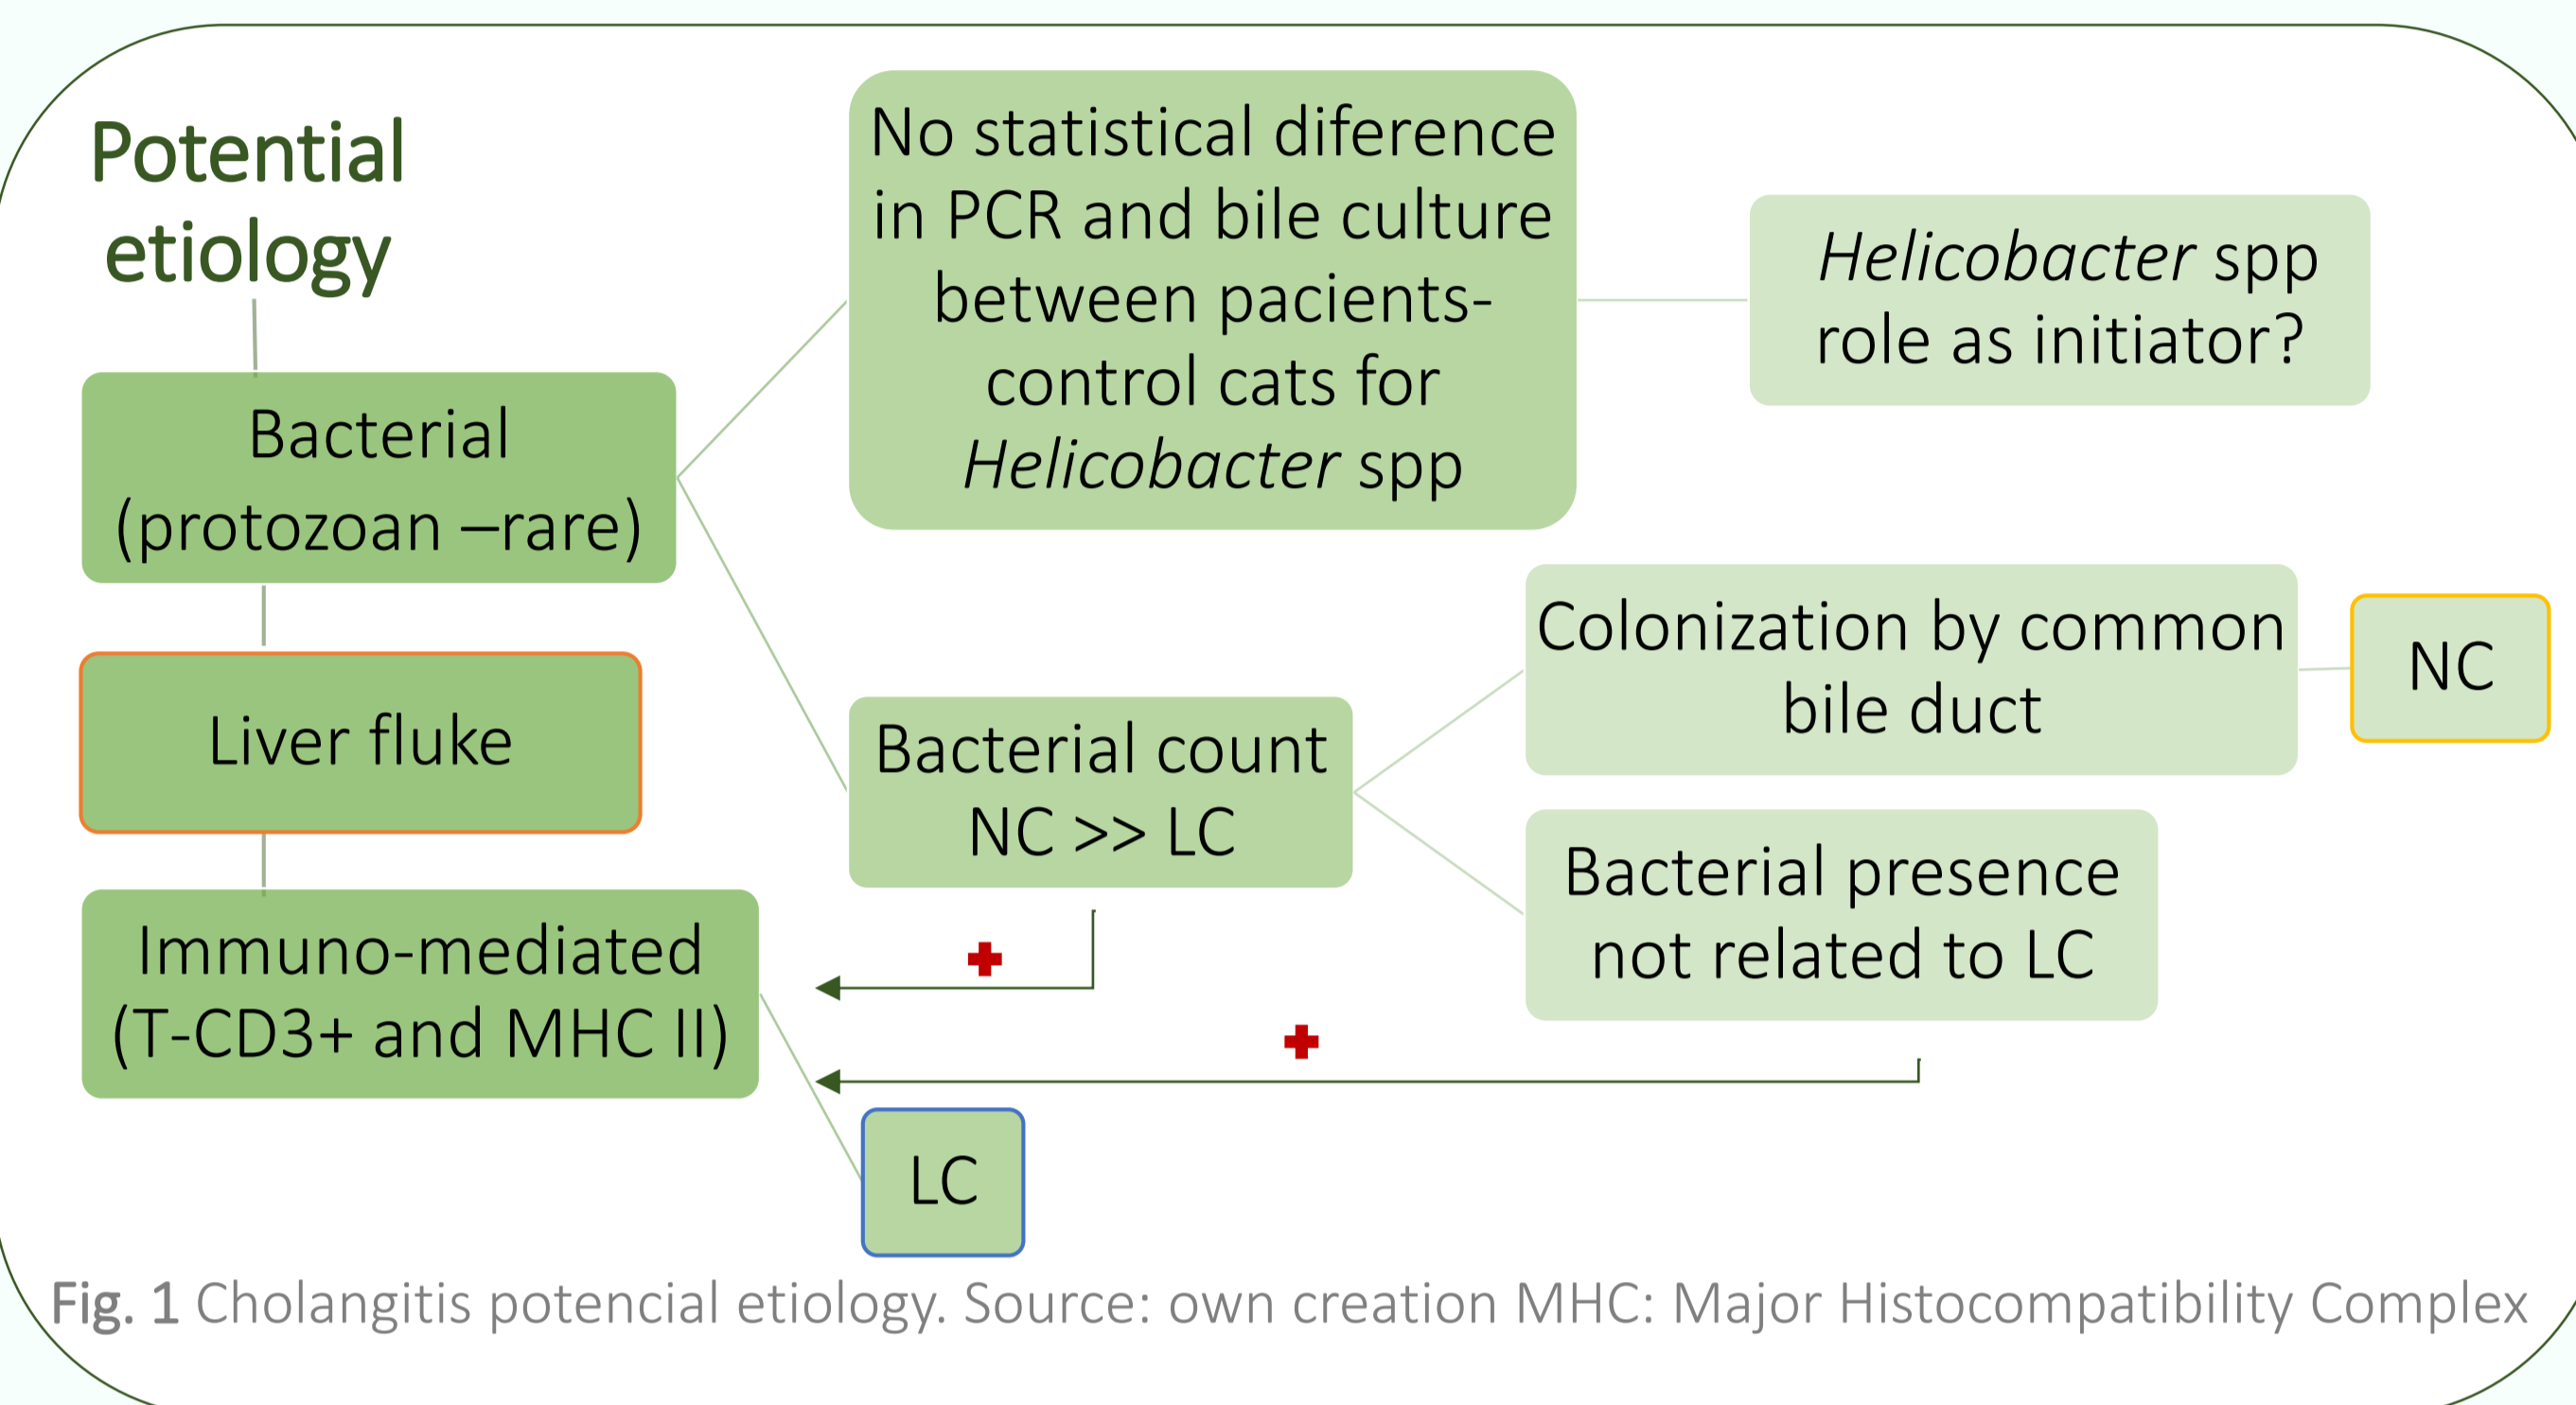 Potential
etiology
Bacterial
(protozoan –rare)
Liver fluke
Immuno-mediated
(T-CD3+ and MHC II)
No statistical diference
in PCR and bile culture
between pacients-
control cats for
Helicobacter spp
Helicobacter spp
role as initiator?
Bacterial count
NC >> LC
Colonization by common
bile duct
NC
Bacterial presence
not related to LC
LC
Fig. 1 Cholangitis potencial etiology. Source: own creation MHC: Major Histocompatibility Complex